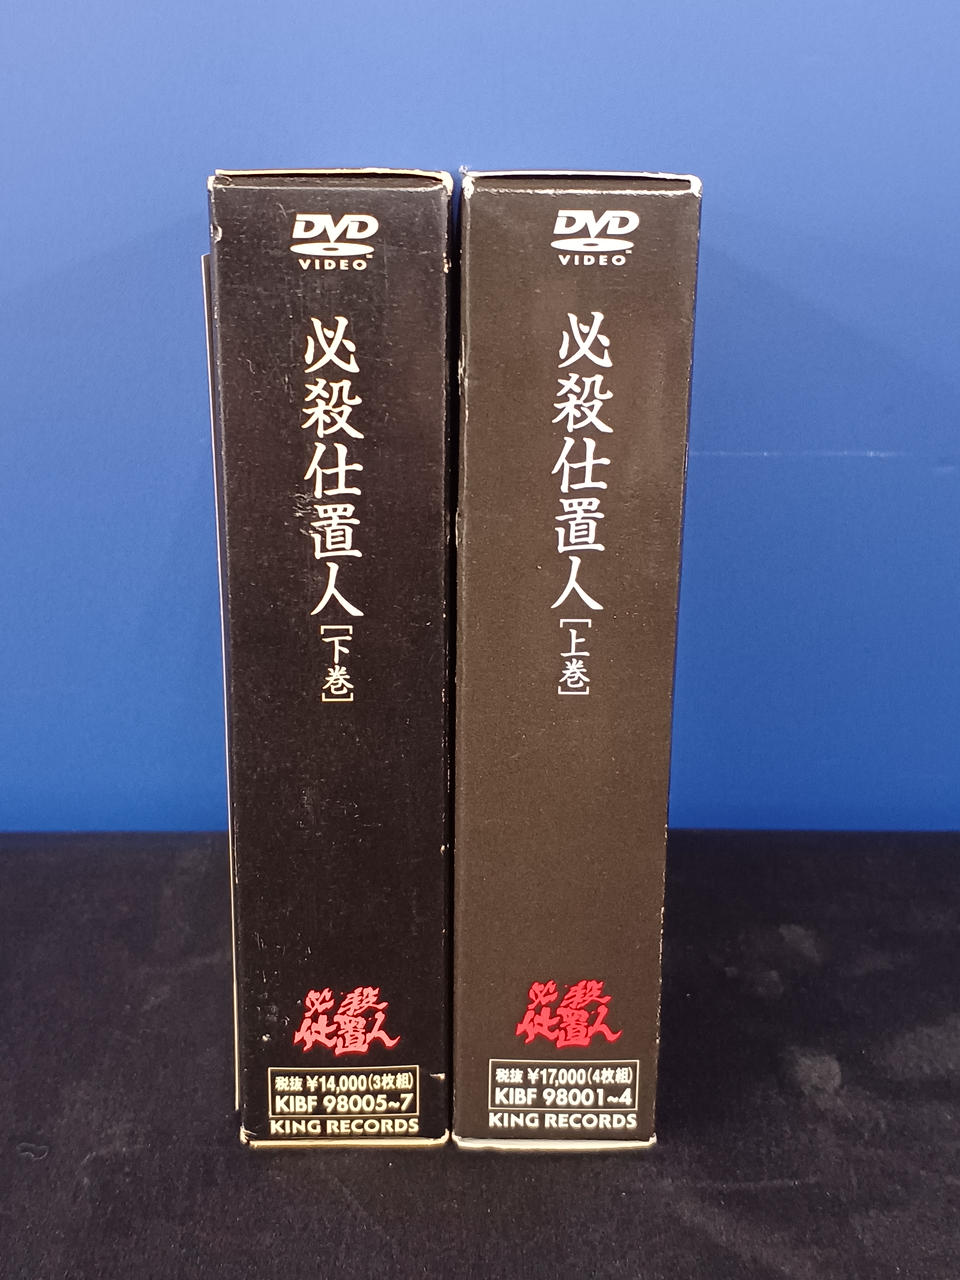 DVD
VIDEO™
必殺仕置人[下巻]
必殺
仕置人
税抜 ¥14,000(3枚組)
KIBF 98005~7
KING RECORDS
DVD
VIDEO™
必殺仕置人[上巻]
必殺
仕置人
税抜 ¥17,000(4枚組)
KIBF 98001~4
KING RECORDS